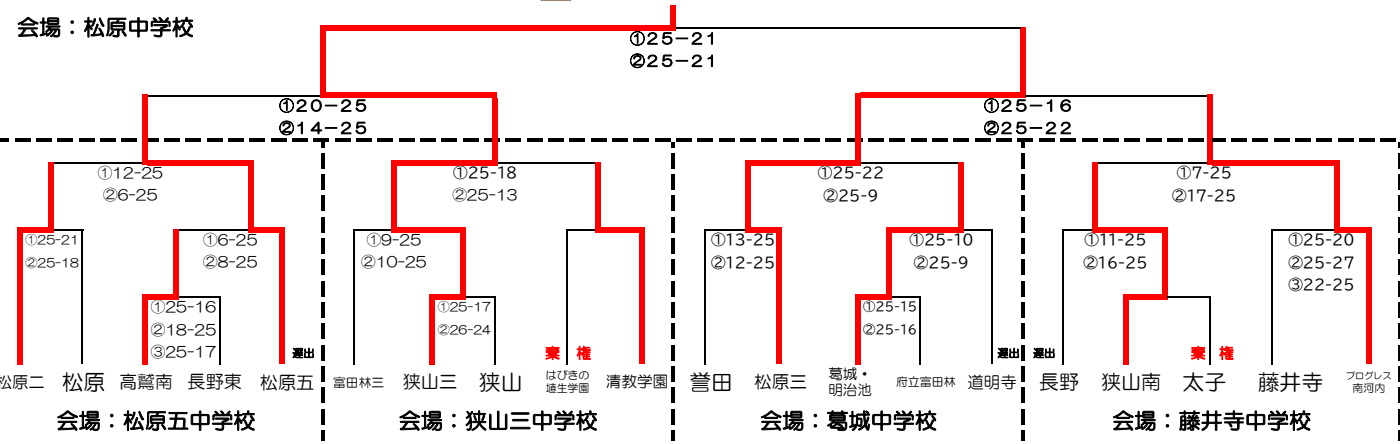 会場：松原中学校
①25－21
②25－21
①20－25
②14－25
①25－16
②25－22
①12-25
②6-25
①25-18
②25-13
①25-22
②25-9
①7-25
②17-25
①25-21
②25-18
①6-25
②8-25
①9-25
②10-25
①13-25
②12-25
①25-10
②25-9
①11-25
②16-25
①25-20
②25-27
③22-25
①25-16
②18-25
③25-17
①25-17
②26-24
①25-15
②25-16
遅出
棄権
遅出
遅出
棄権
松原二
松原
高鷲南
長野東
松原五
富田林三
狭山三
狭山
はびきの
埴生学園
清教学園
誉田
松原三
葛城・
明治池
府立富田林
道明寺
長野
狭山南
太子
藤井寺
プログレス
南河内
会場：松原五中学校
会場：狭山三中学校
会場：葛城中学校
会場：藤井寺中学校